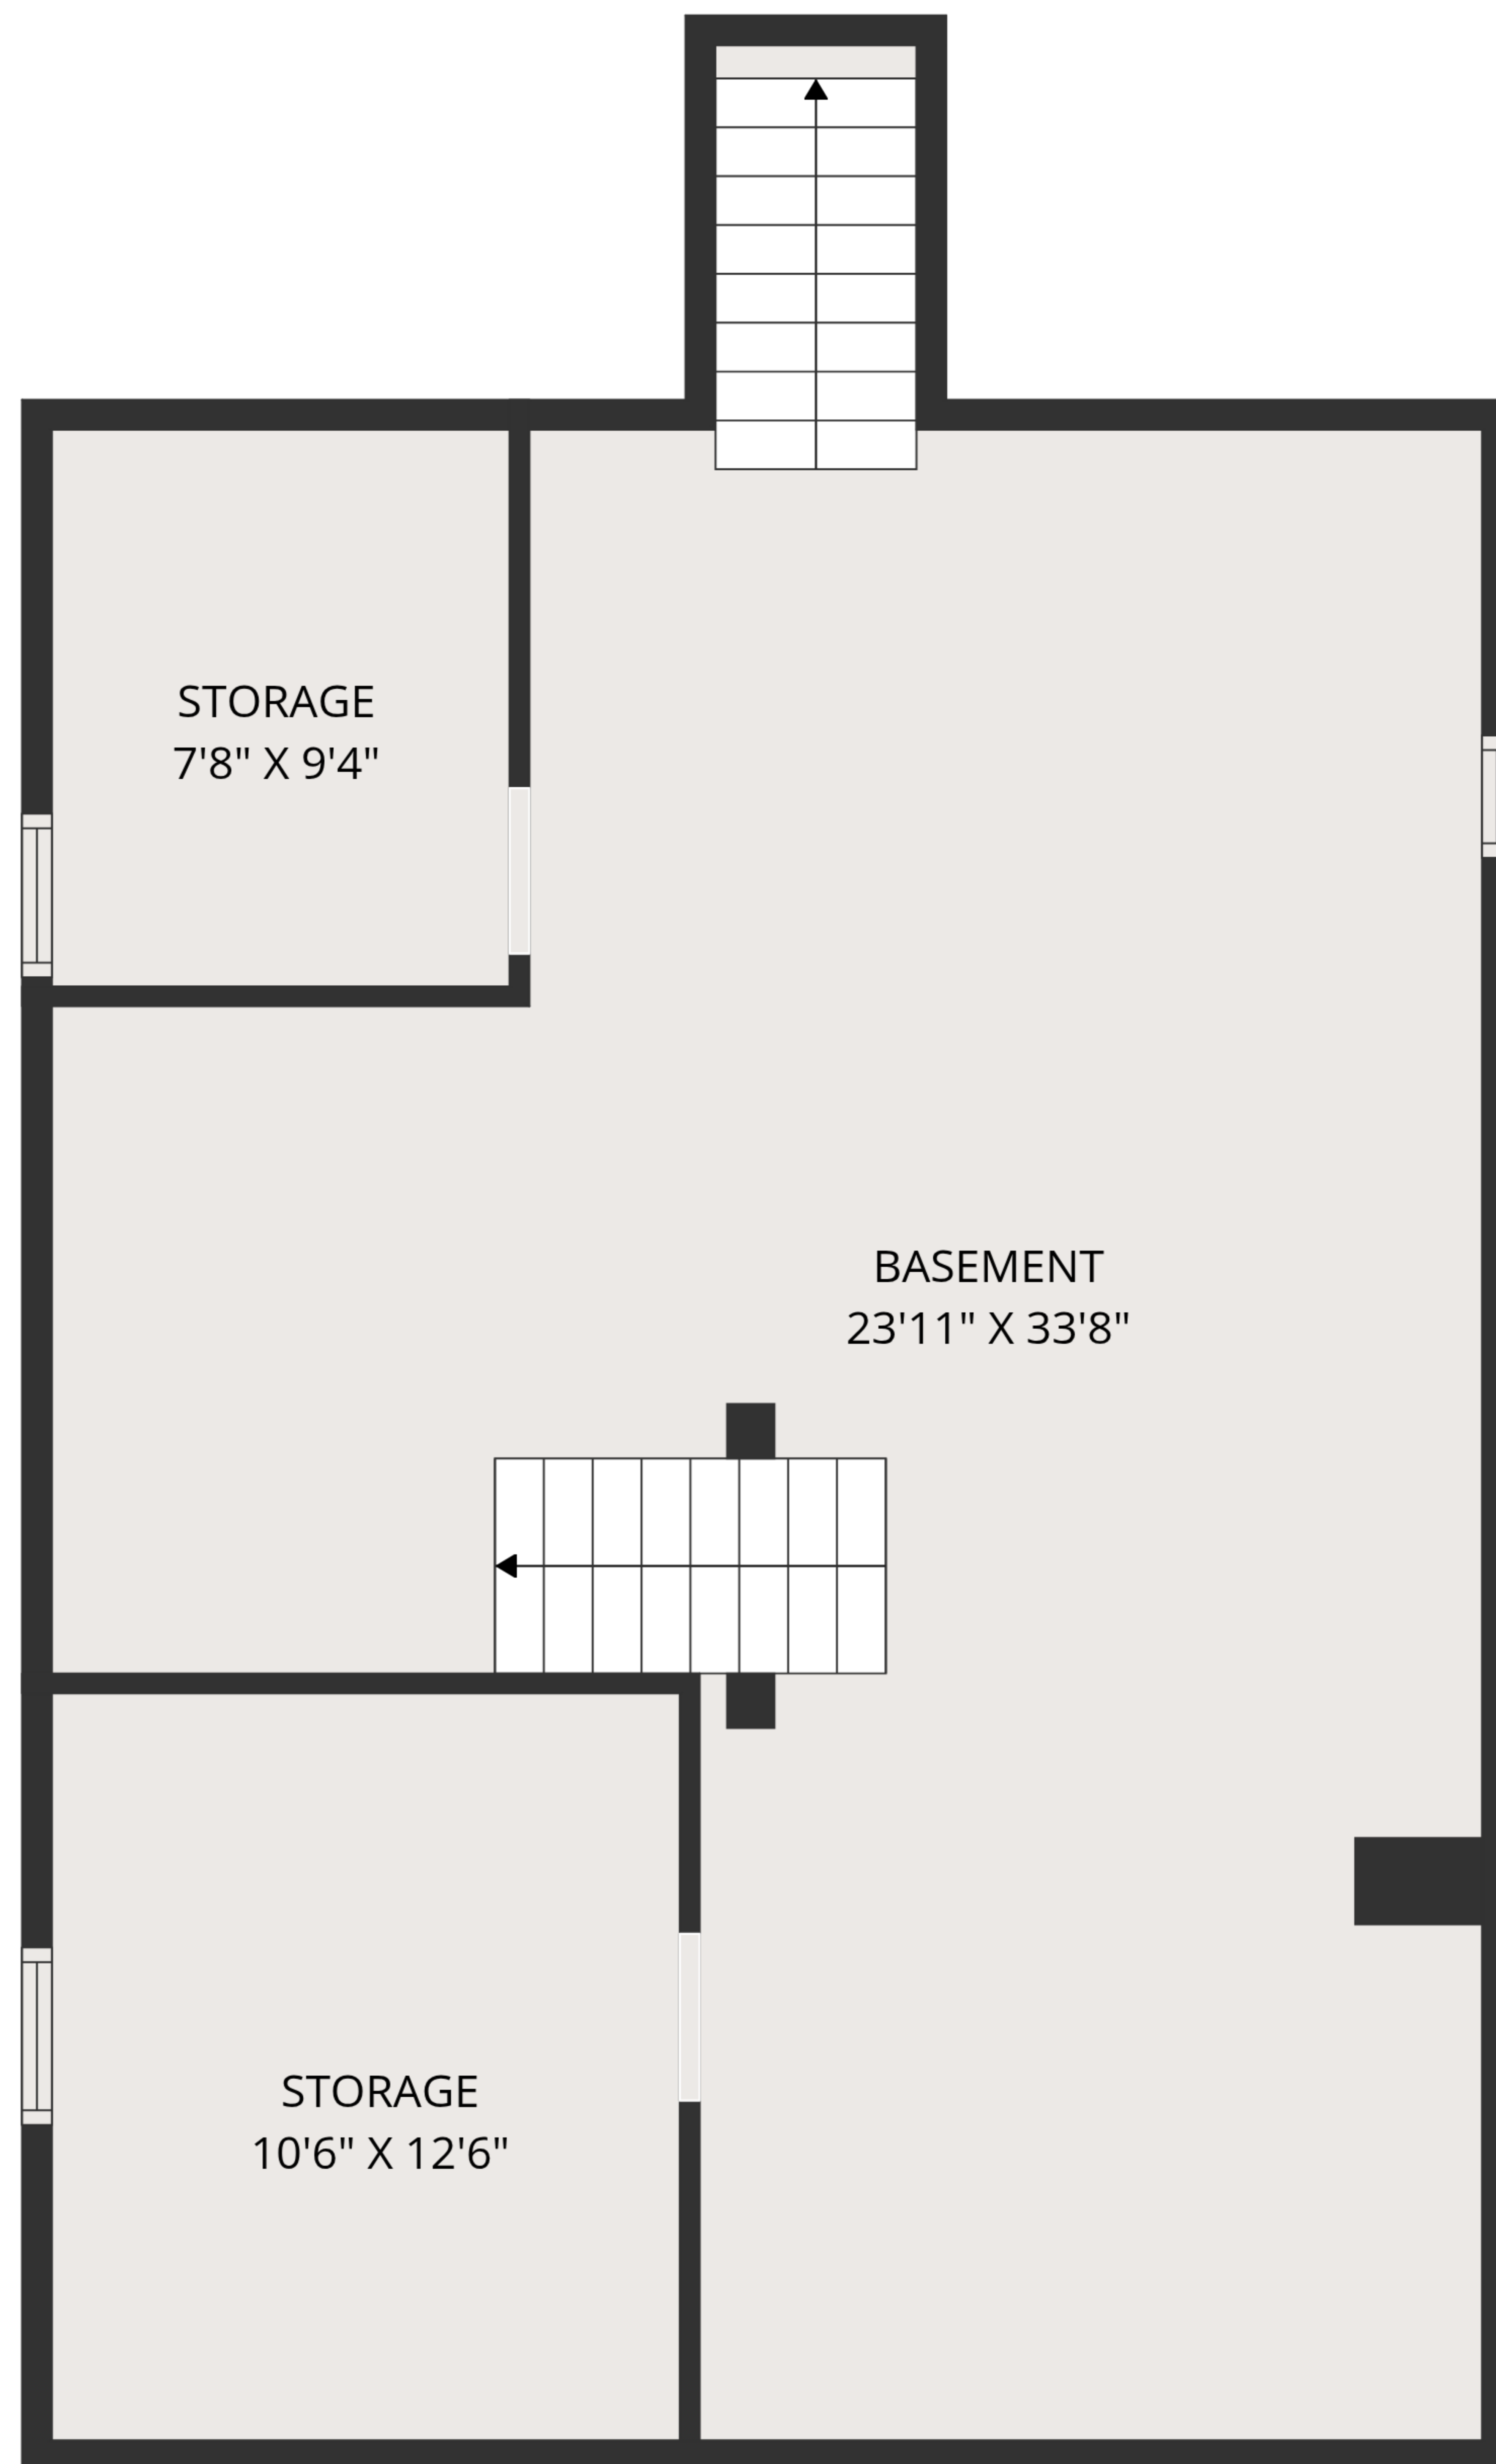 STORAGE
7'8" X 9'4"
BASEMENT
23'11" X 33'8"
STORAGE
10'6" X 12'6"